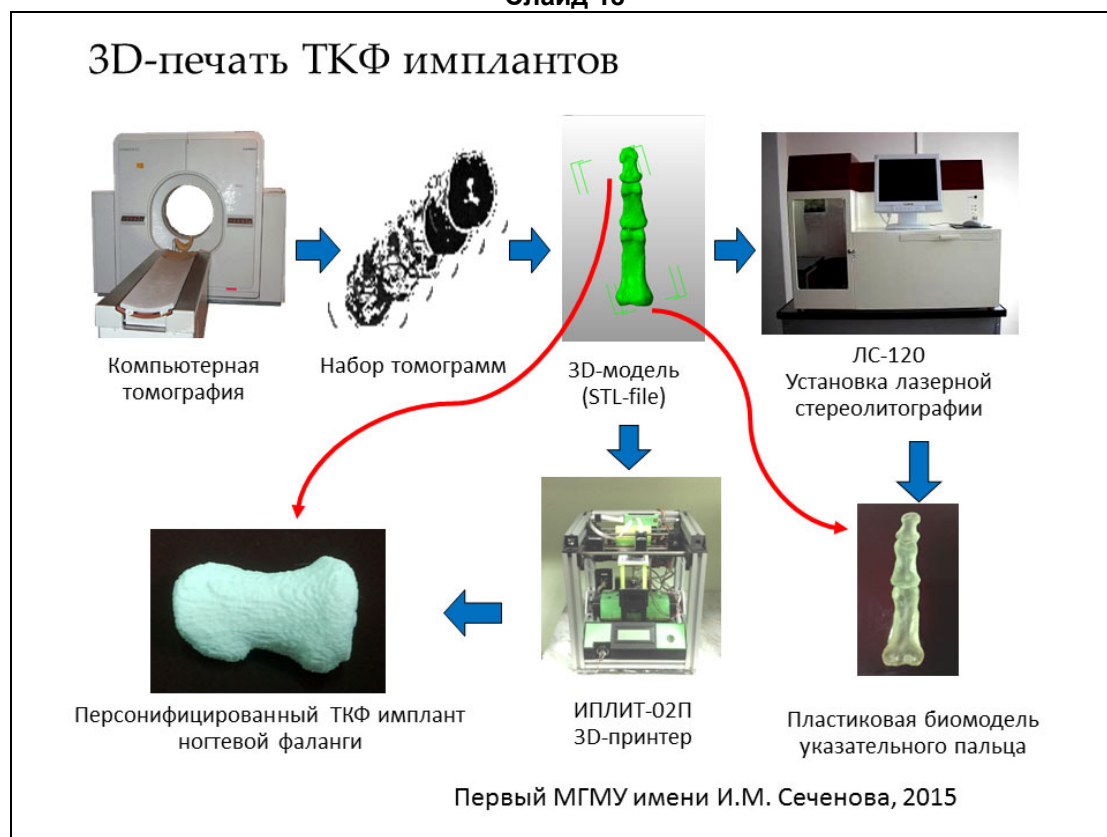 3D-печать ТКФ имплантов
Компьютерная
томография
Набор томограмм
3D-модель
(STL-file)
ЛС-120
Установка лазерной
стереолитографии
Персонифицированный ТКФ имплант
ногтевой фаланги
ИПЛИТ-02П
3D-принтер
Пластиковая биомодель
указательного пальца
Первый МГМУ имени И.М. Сеченова, 2015